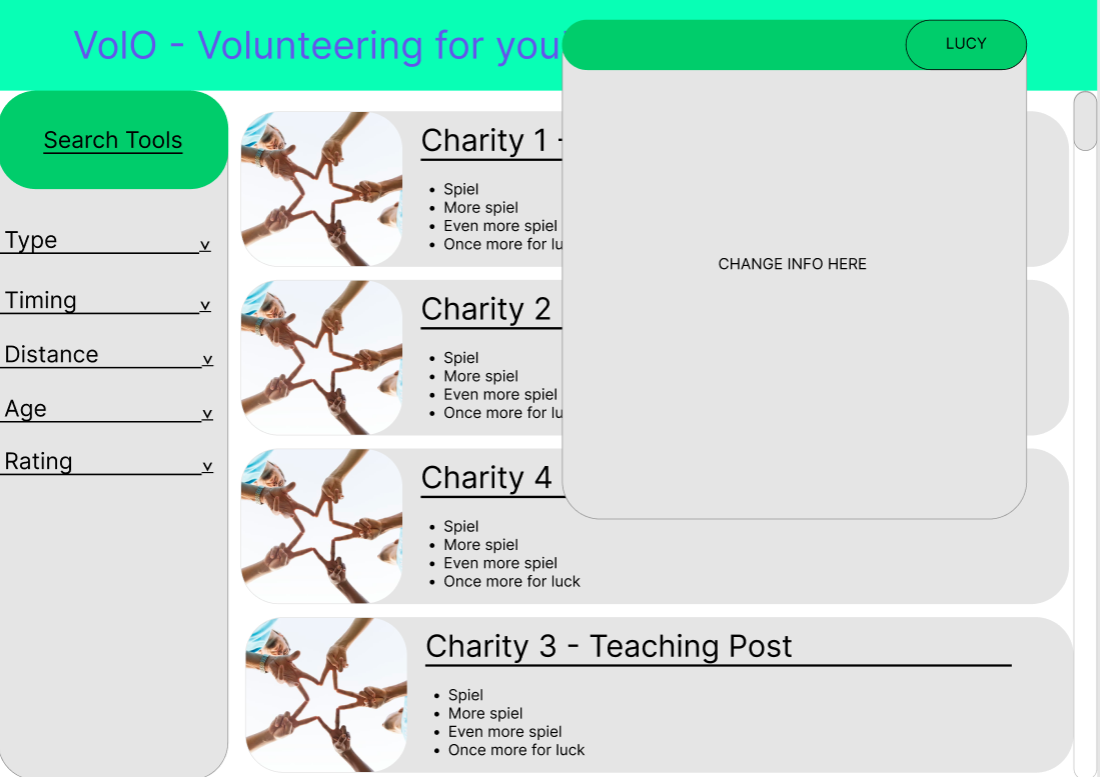 VolO - Volunteering for you
LUCY
Search Tools
Type v
Timing v
Distance v
Age v
Rating v
Charity 1 -
• Spiel
• More spiel
• Even more spiel
• Once more for lu
CHANGE INFO HERE
Charity 2
• Spiel
• More spiel
• Even more spiel
• Once more for lu
Charity 4
• Spiel
• More spiel
• Even more spiel
• Once more for luck
Charity 3 - Teaching Post
• Spiel
• More spiel
• Even more spiel
• Once more for luck